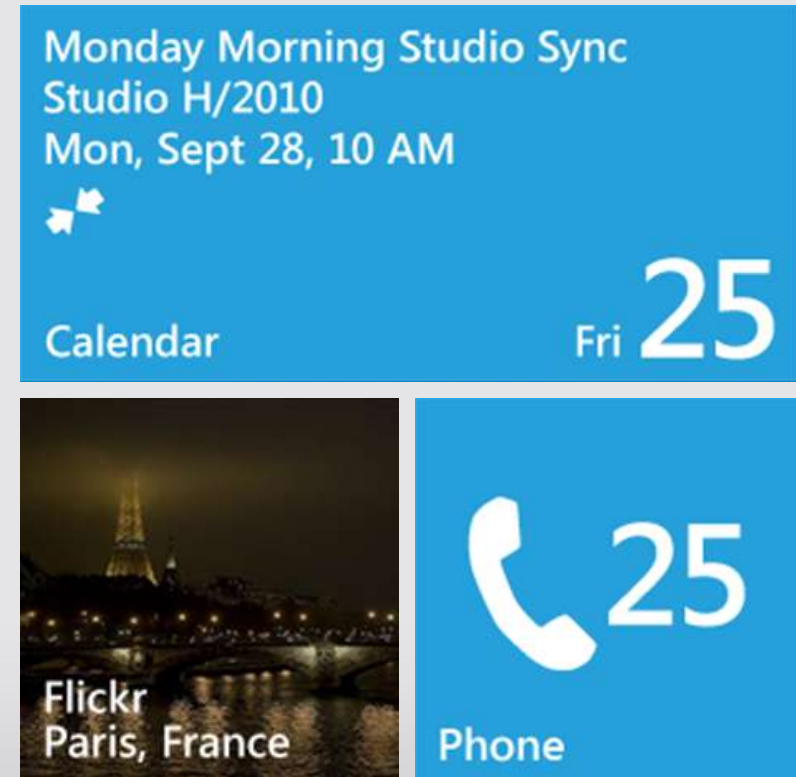 Monday Morning Studio Sync
Studio H/2010
Mon, Sept 28, 10 AM
Calendar
Fri 25
Flickr
Paris, France
25
Phone